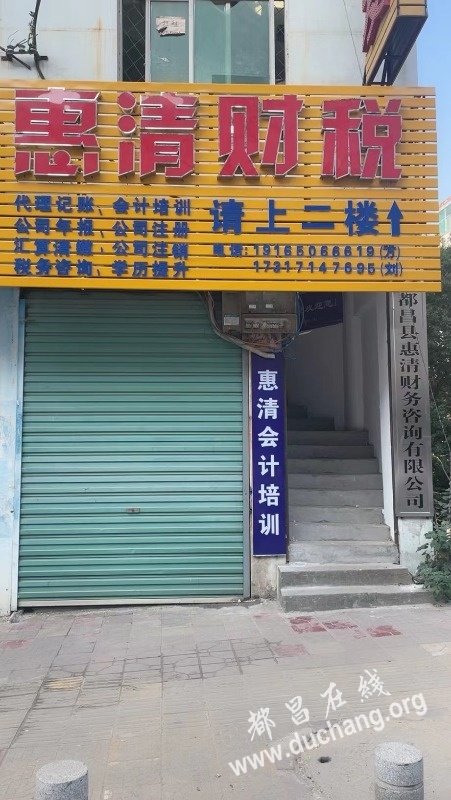 惠清财税
代理记账、会计培训
公司年报、公司注册
汇算清缴、公司注销
税务咨询、学历提升
请上二楼
电话:19165066619(方)
17317147695(刘)
惠清会计培训
都昌县惠清财务咨询有限公司
都昌在线
www.duchang.org